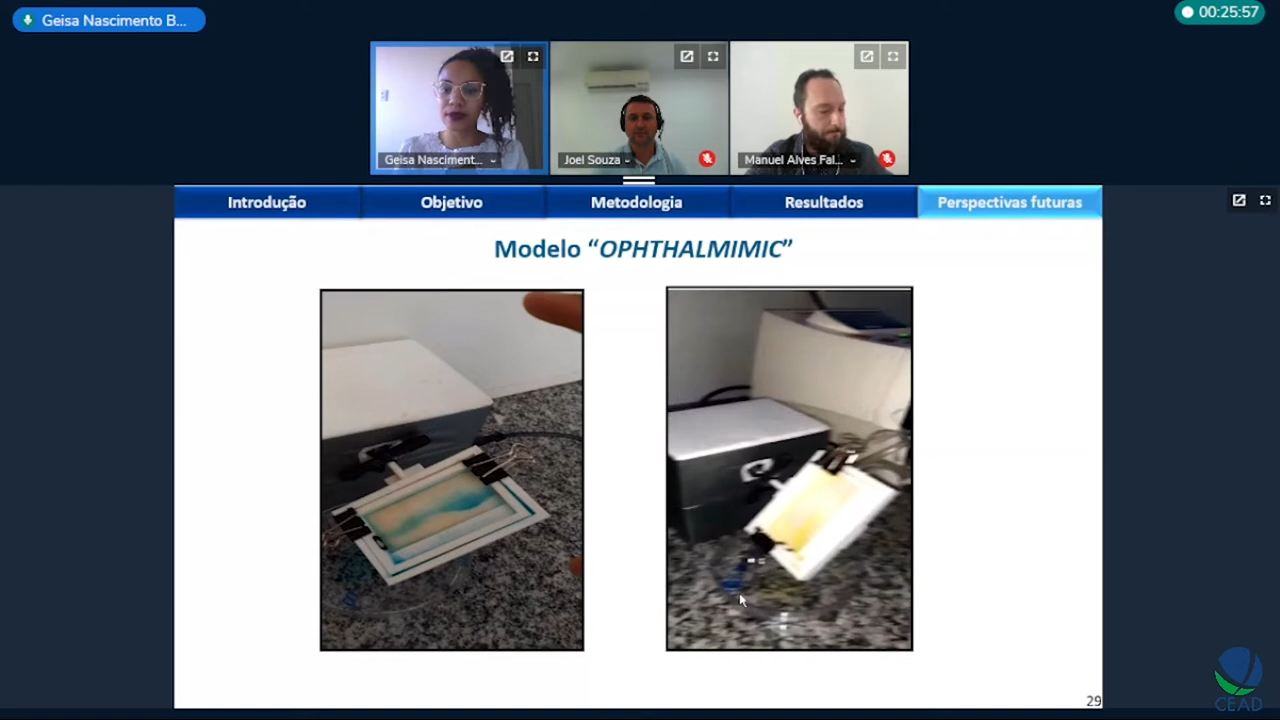 Geisa Nascimento B...
00:25:57
Geisa Nasciment...
Joel Souza
Manuel Alves Fal...
Introdução
Objetivo
Metodologia
Resultados
Perspectivas futuras
Modelo “OPHTHALMIMIC”
29
CEAD